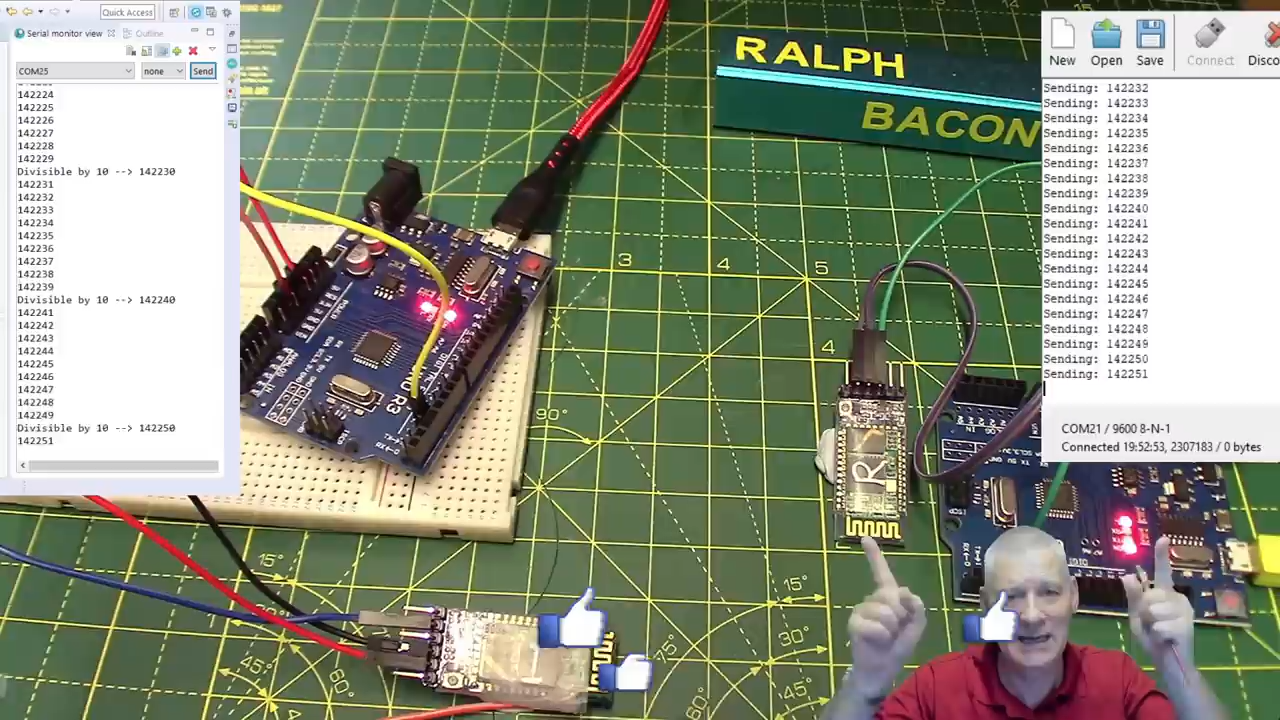 Quick Access
Serial monitor view
Outline
COM25
none
Send
142224
142225
142226
142227
142228
142229
Divisible by 10 --> 142230
142231
142232
142233
142234
142235
142236
142237
142238
142239
Divisible by 10 --> 142240
142241
142242
142243
142244
142245
142246
142247
142248
142249
Divisible by 10 --> 142250
142251
RALPH
BACON
New Open Save Connect Disco
Sending: 142232
Sending: 142233
Sending: 142234
Sending: 142235
Sending: 142236
Sending: 142237
Sending: 142238
Sending: 142239
Sending: 142240
Sending: 142241
Sending: 142242
Sending: 142243
Sending: 142244
Sending: 142245
Sending: 142246
Sending: 142247
Sending: 142248
Sending: 142249
Sending: 142250
Sending: 142251
COM21 / 9600 8-N-1
Connected 19:52:53, 2307183 / 0 bytes
3
4
5
4
90°
15°
45°
60°
15°
30°
45°
75°
60°
R3
R
POWER